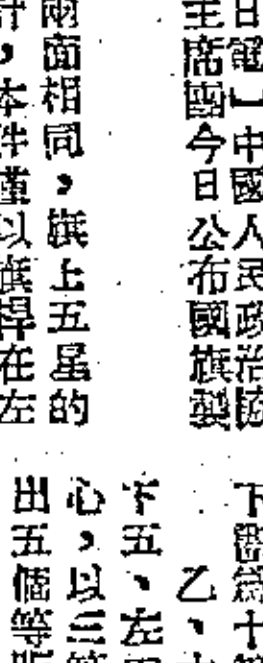 日電】中國人民政治協
主席團今日公布國旗製
兩面相同，旗上五星的
計，本件僅以旗桿在左
下
爲十
乙、
下五、左
心，以三等
出五個等